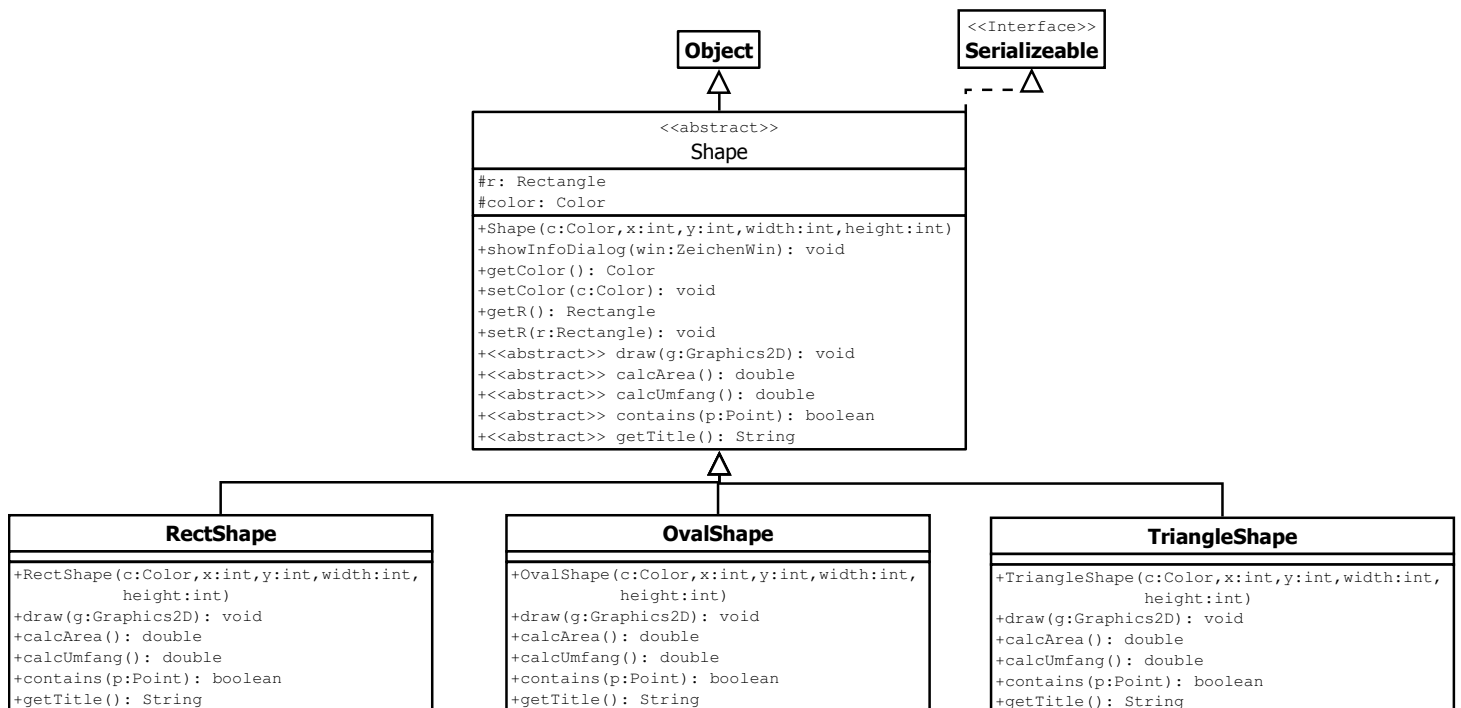 <<Interface>>
Object
Serializeable
<<abstract>>
Shape
#r: Rectangle
#color: Color
+Shape(c:Color,x:int,y:int,width:int,height:int)
+showInfoDialog(win:ZeichenWin): void
+getColor(): Color
+setColor(c:Color): void
+getR(): Rectangle
+setR(r:Rectangle): void
+<<abstract>> draw(g:Graphics2D): void
+<<abstract>> calcArea(): double
+<<abstract>> calcUmfang(): double
+<<abstract>> contains(p:Point): boolean
+<<abstract>> getTitle(): String
RectShape
+RectShape(c:Color,x:int,y:int,width:int,
height:int)
+draw(g:Graphics2D): void
+calcArea(): double
+calcUmfang(): double
+contains(p:Point): boolean
+getTitle(): String
OvalShape
+OvalShape(c:Color,x:int,y:int,width:int,
height:int)
+draw(g:Graphics2D): void
+calcArea(): double
+calcUmfang(): double
+contains(p:Point): boolean
+getTitle(): String
TriangleShape
+TriangleShape(c:Color,x:int,y:int,width:int,
height:int)
+draw(g:Graphics2D): void
+calcArea(): double
+calcUmfang(): double
+contains(p:Point): boolean
+getTitle(): String